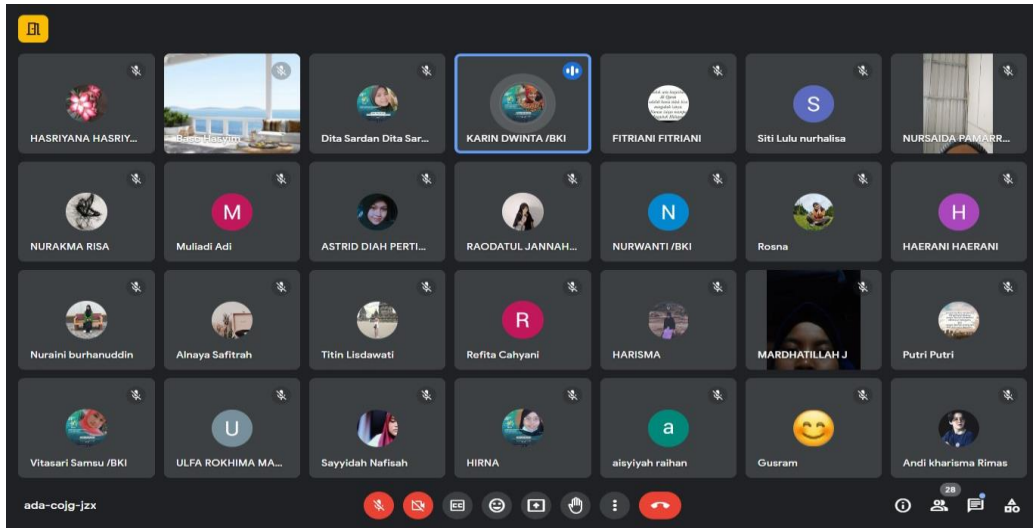 HASRIYANA HASRIY...
Dita Sardan Dita Sar...
KARIN DWINTA /BKI
FITRIANI FITRIANI
S
Siti Lulu nurhalisa
NURSAIDA PAMARR...
NURAKMA RISA
M
Muliadi Adi
ASTRID DIAH PERTI...
RAODATUL JANNAH...
N
NURWANTI /BKI
Rosna
H
HAERANI HAERANI
Nuraini burhanuddin
Alnaya Safitrah
Titin Lisdawati
R
Refita Cahyani
HARISMA
MARDHATILLAH J
Putri Putri
Vitasari Samsu /BKI
U
ULFA ROKHIMA MA...
Sayyidah Nafisah
HIRNA
a
aisyiyah raihan
Gusram
Andi kharisma Rimas
ada-cojg-jzx
CC
28